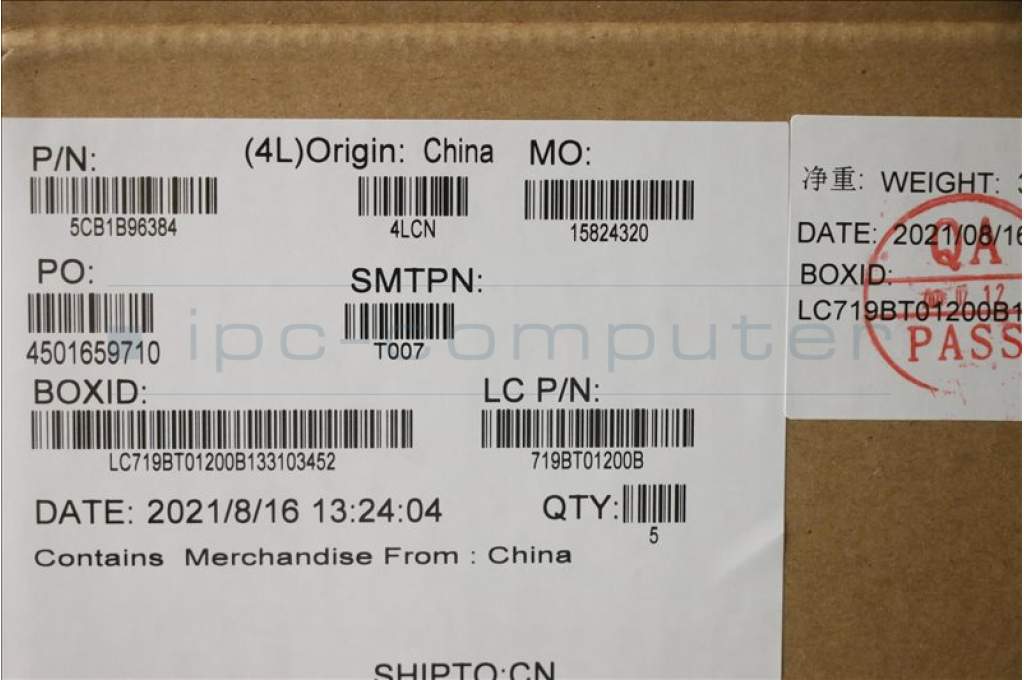 P/N: (4L)Origin: China MO:
5CB1B96384 4LCN 15824320
PO: SMTPN:
4501659710 T007
BOXID: LC P/N:
LC719BT01200B133103452 719BT01200B
DATE: 2021/8/16 13:24:04 QTY:
5
Contains Merchandise From : China
SHIPTO:CN
净重: WEIGHT:
DATE: 2021/08/16
BOXID:
LC719BT01200B1
QA
12
PASS
ipc-computer